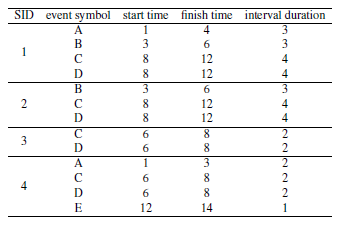 SID event symbol start time finish time interval duration
1
A 1 4 3
B 3 6 3
C 8 12 4
D 8 12 4
2
B 3 6 3
C 8 12 4
D 8 12 4
3
C 6 8 2
D 6 8 2
4
A 1 3 2
C 6 8 2
D 6 8 2
E 12 14 1